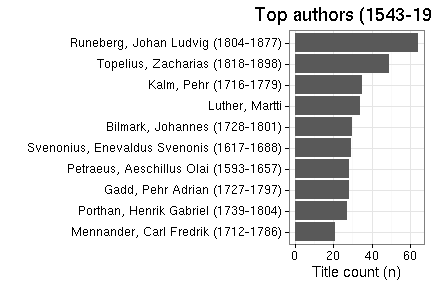 Top authors (1543-19
Runeberg, Johan Ludvig (1804-1877)
Topelius, Zacharias (1818-1898)
Kalm, Pehr (1716-1779)
Luther, Martti
Bilmark, Johannes (1728-1801)
Svenonius, Enevaldus Svenonis (1617-1688)
Petraeus, Aeschillus Olai (1593-1657)
Gadd, Pehr Adrian (1727-1797)
Porthan, Henrik Gabriel (1739-1804)
Mennander, Carl Fredrik (1712-1786)
0 20 40 60
Title count (n)